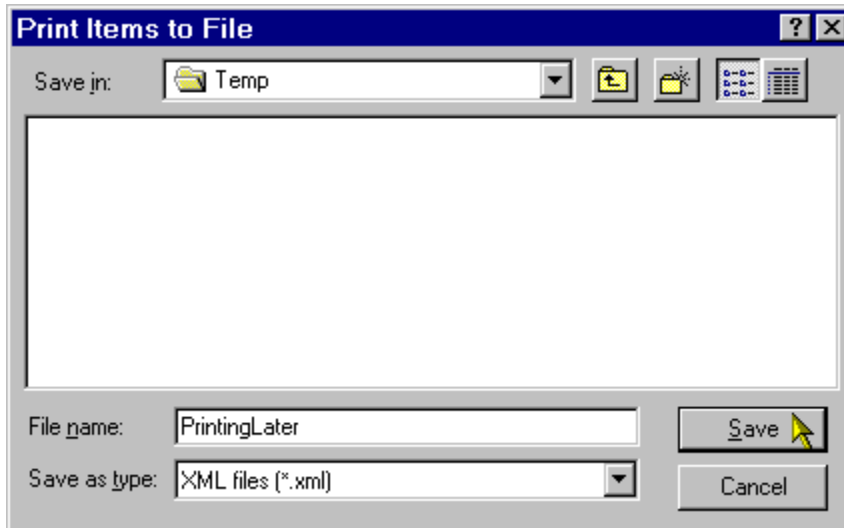 Print Items to File
Save in: Temp
File name: PrintingLater Save
Save as type: XML files (*.xml) Cancel